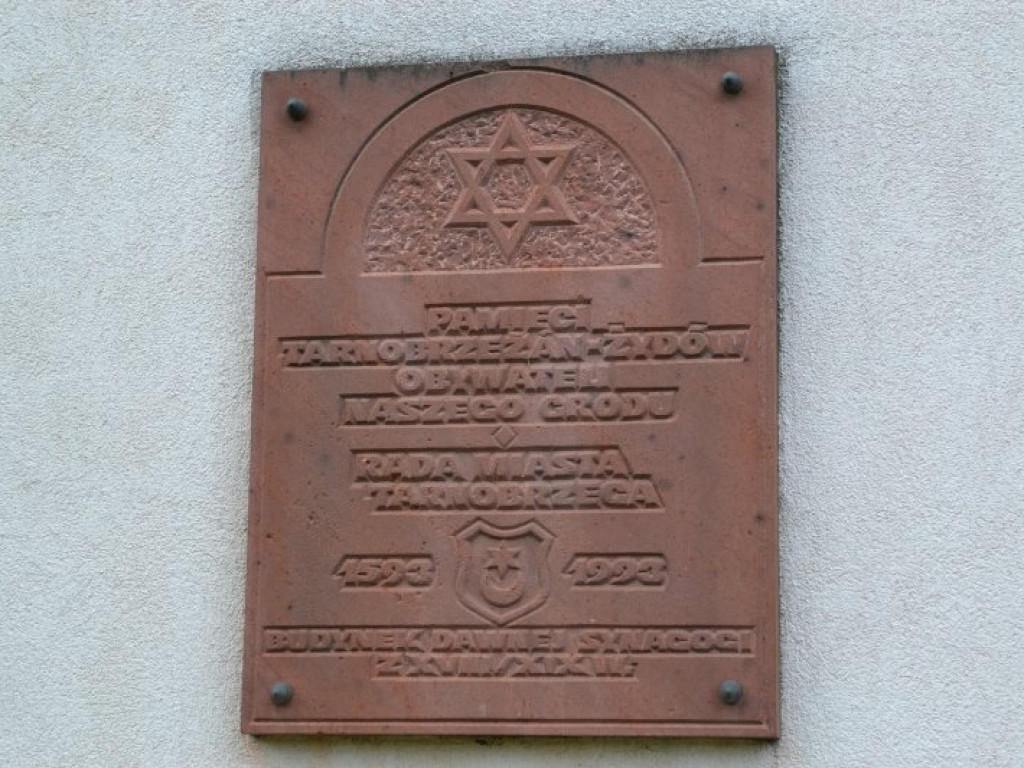 PAMIĘCI
TARNOBRZEŻAN-ŻYDÓW
OBYWATELI
NASZEGO GRODU
RADA MIASTA
TARNOBRZEGA
1593 1993
BUDYNEK DAWNEJ SYNAGOGI
Z XVIII/XIX W.